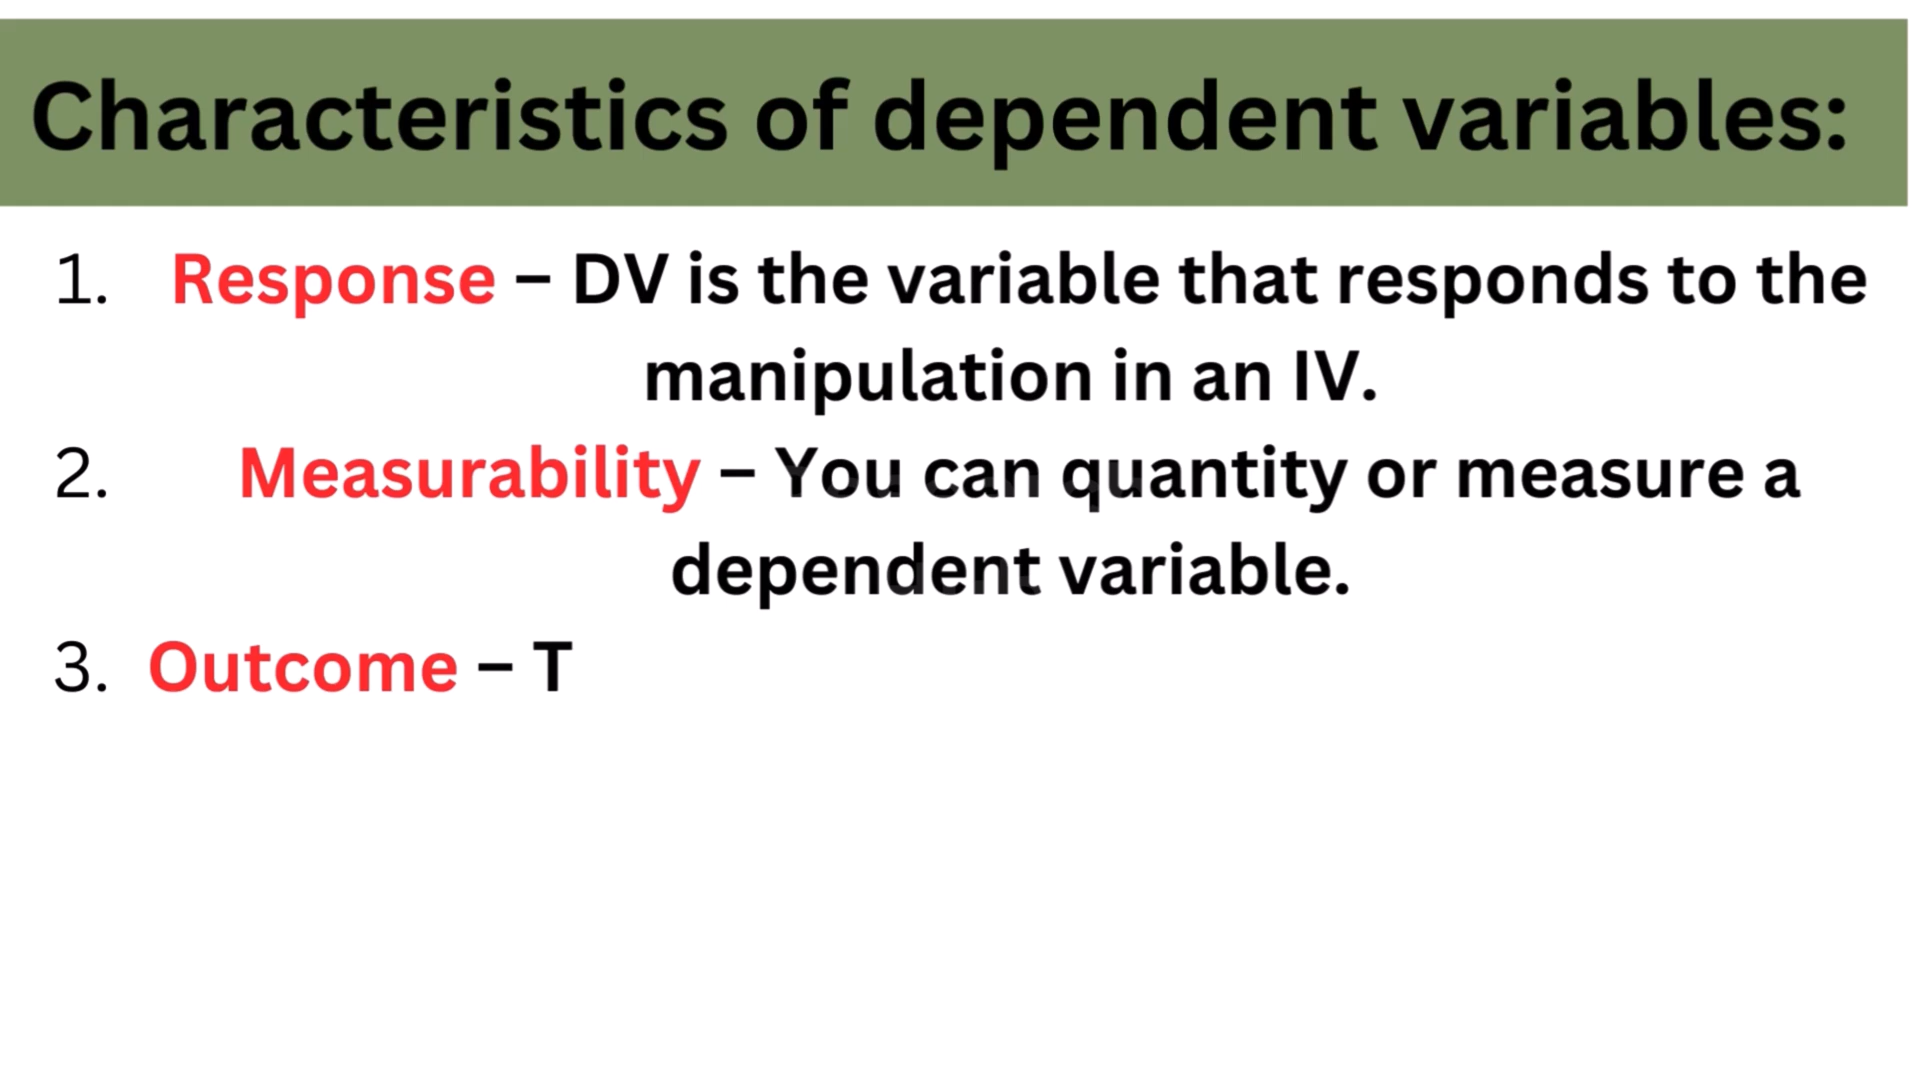 Characteristics of dependent variables:
1. Response – DV is the variable that responds to the
manipulation in an IV.
2. Measurability – You can quantity or measure a
dependent variable.
3. Outcome – T